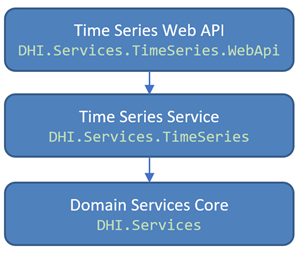 Time Series Web API
DHI.Services.TimeSeries.WebApi
Time Series Service
DHI.Services.TimeSeries
Domain Services Core
DHI.Services